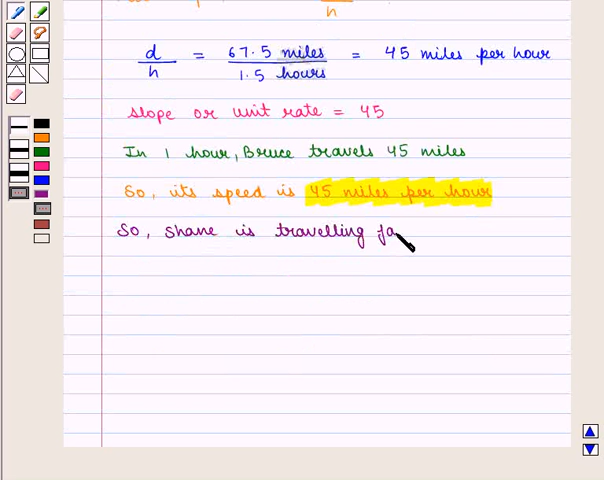 h
d/h = 67.5 miles/1.5 hours = 45 miles per hour
slope or unit rate = 45
In 1 hour, Bruce travels 45 miles
So, its speed is 45 miles per hour
So, Shane is travelling fa